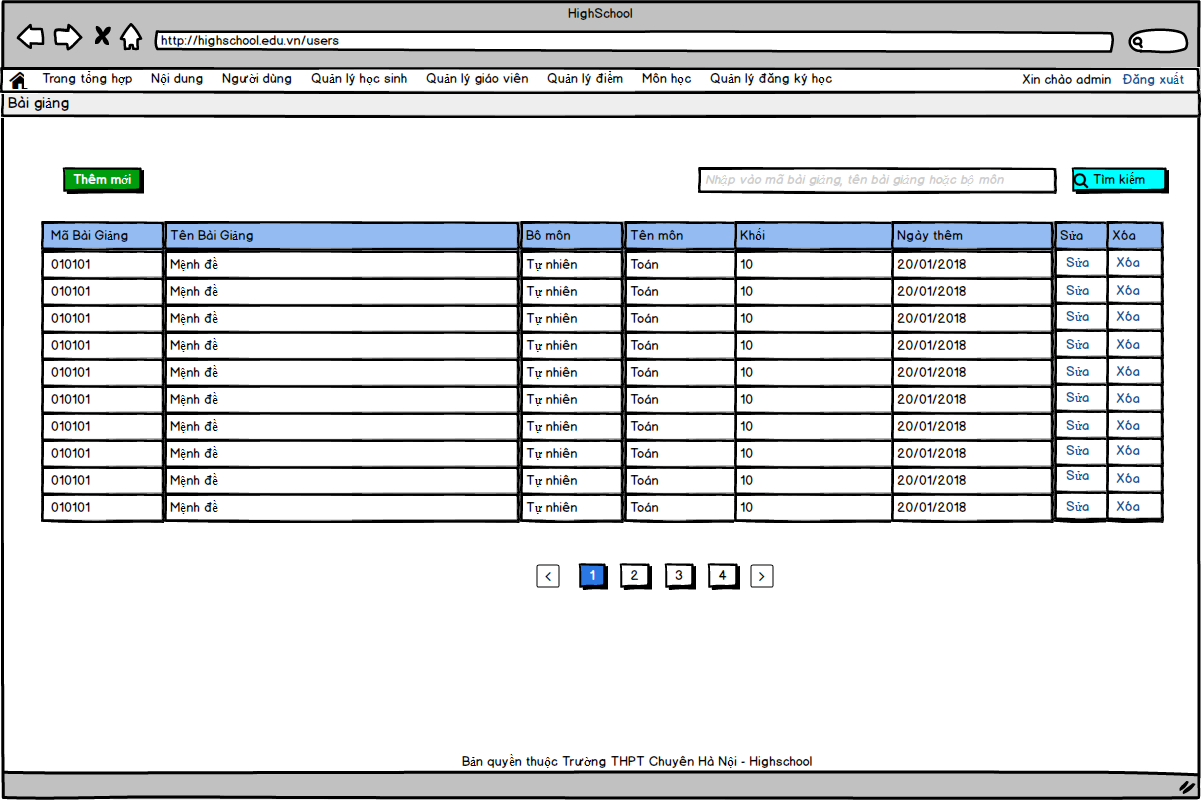 HighSchool
http://highschool.edu.vn/users
Trang tổng hợp Nội dung Người dùng Quản lý học sinh Quản lý giáo viên Quản lý điểm Môn học Quản lý đăng ký học Xin chào admin Đăng xuất
Bài giảng
Thêm mới Nhập vào mã bài giảng, tên bài giảng hoặc bộ môn Tìm kiếm
Mã Bài Giảng Tên Bài Giảng Bộ môn Tên môn Khối Ngày thêm Sửa Xóa
010101 Mệnh đề Tự nhiên Toán 10 20/01/2018 Sửa Xóa
010101 Mệnh đề Tự nhiên Toán 10 20/01/2018 Sửa Xóa
010101 Mệnh đề Tự nhiên Toán 10 20/01/2018 Sửa Xóa
010101 Mệnh đề Tự nhiên Toán 10 20/01/2018 Sửa Xóa
010101 Mệnh đề Tự nhiên Toán 10 20/01/2018 Sửa Xóa
010101 Mệnh đề Tự nhiên Toán 10 20/01/2018 Sửa Xóa
010101 Mệnh đề Tự nhiên Toán 10 20/01/2018 Sửa Xóa
010101 Mệnh đề Tự nhiên Toán 10 20/01/2018 Sửa Xóa
010101 Mệnh đề Tự nhiên Toán 10 20/01/2018 Sửa Xóa
010101 Mệnh đề Tự nhiên Toán 10 20/01/2018 Sửa Xóa
< 1 2 3 4 >
Bản quyền thuộc Trường THPT Chuyên Hà Nội - Highschool